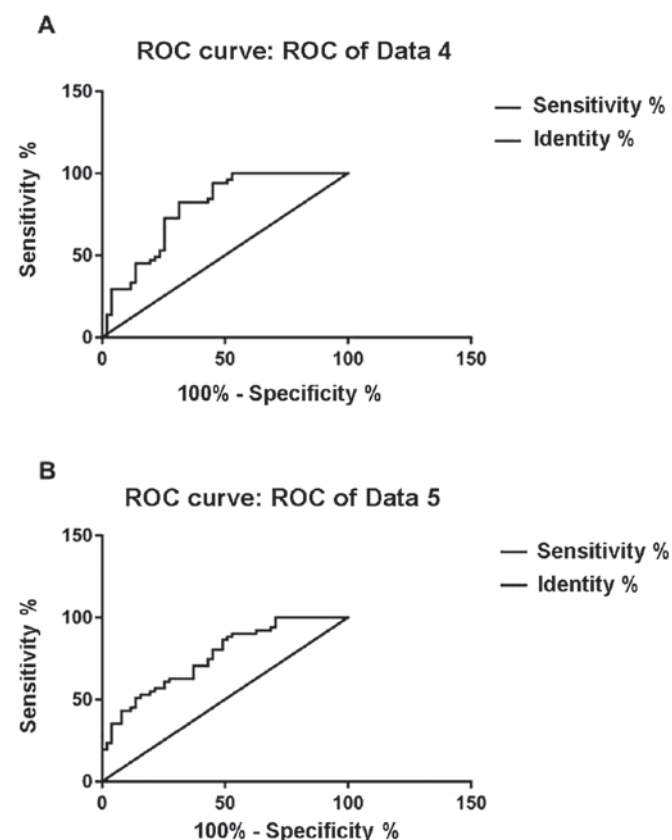 A
ROC curve: ROC of Data 4
150
100
50
0
Sensitivity %
0 50 100 150
100% - Specificity %
Sensitivity %
Identity %
B
ROC curve: ROC of Data 5
150
100
50
0
Sensitivity %
0 50 100 150
100% - Specificity %
Sensitivity %
Identity %